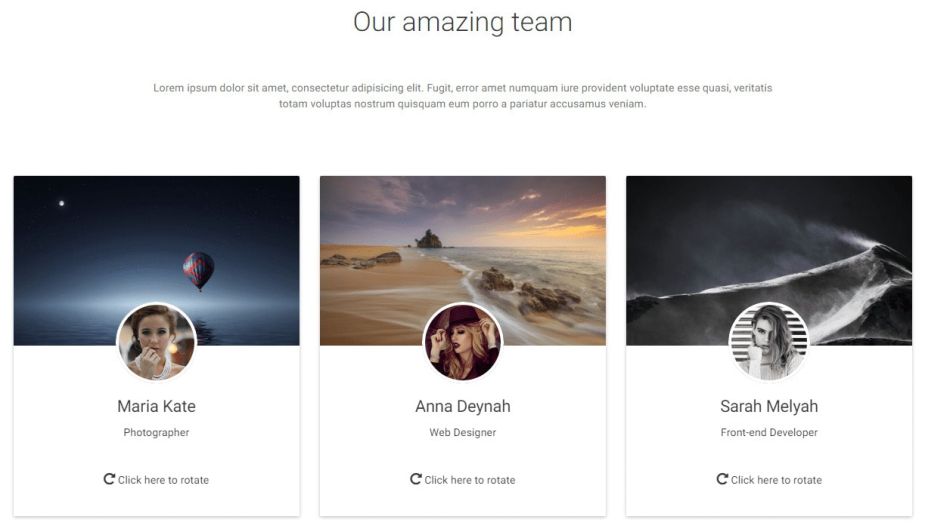 Our amazing team
Lorem ipsum dolor sit amet, consectetur adipisicing elit. Fugit, error amet numquam iure provident voluptate esse quasi, veritatis
totam voluptas nostrum quisquam eum porro a pariatur accusamus veniam.
Maria Kate
Photographer
Click here to rotate
Anna Deynah
Web Designer
Click here to rotate
Sarah Melyah
Front-end Developer
Click here to rotate